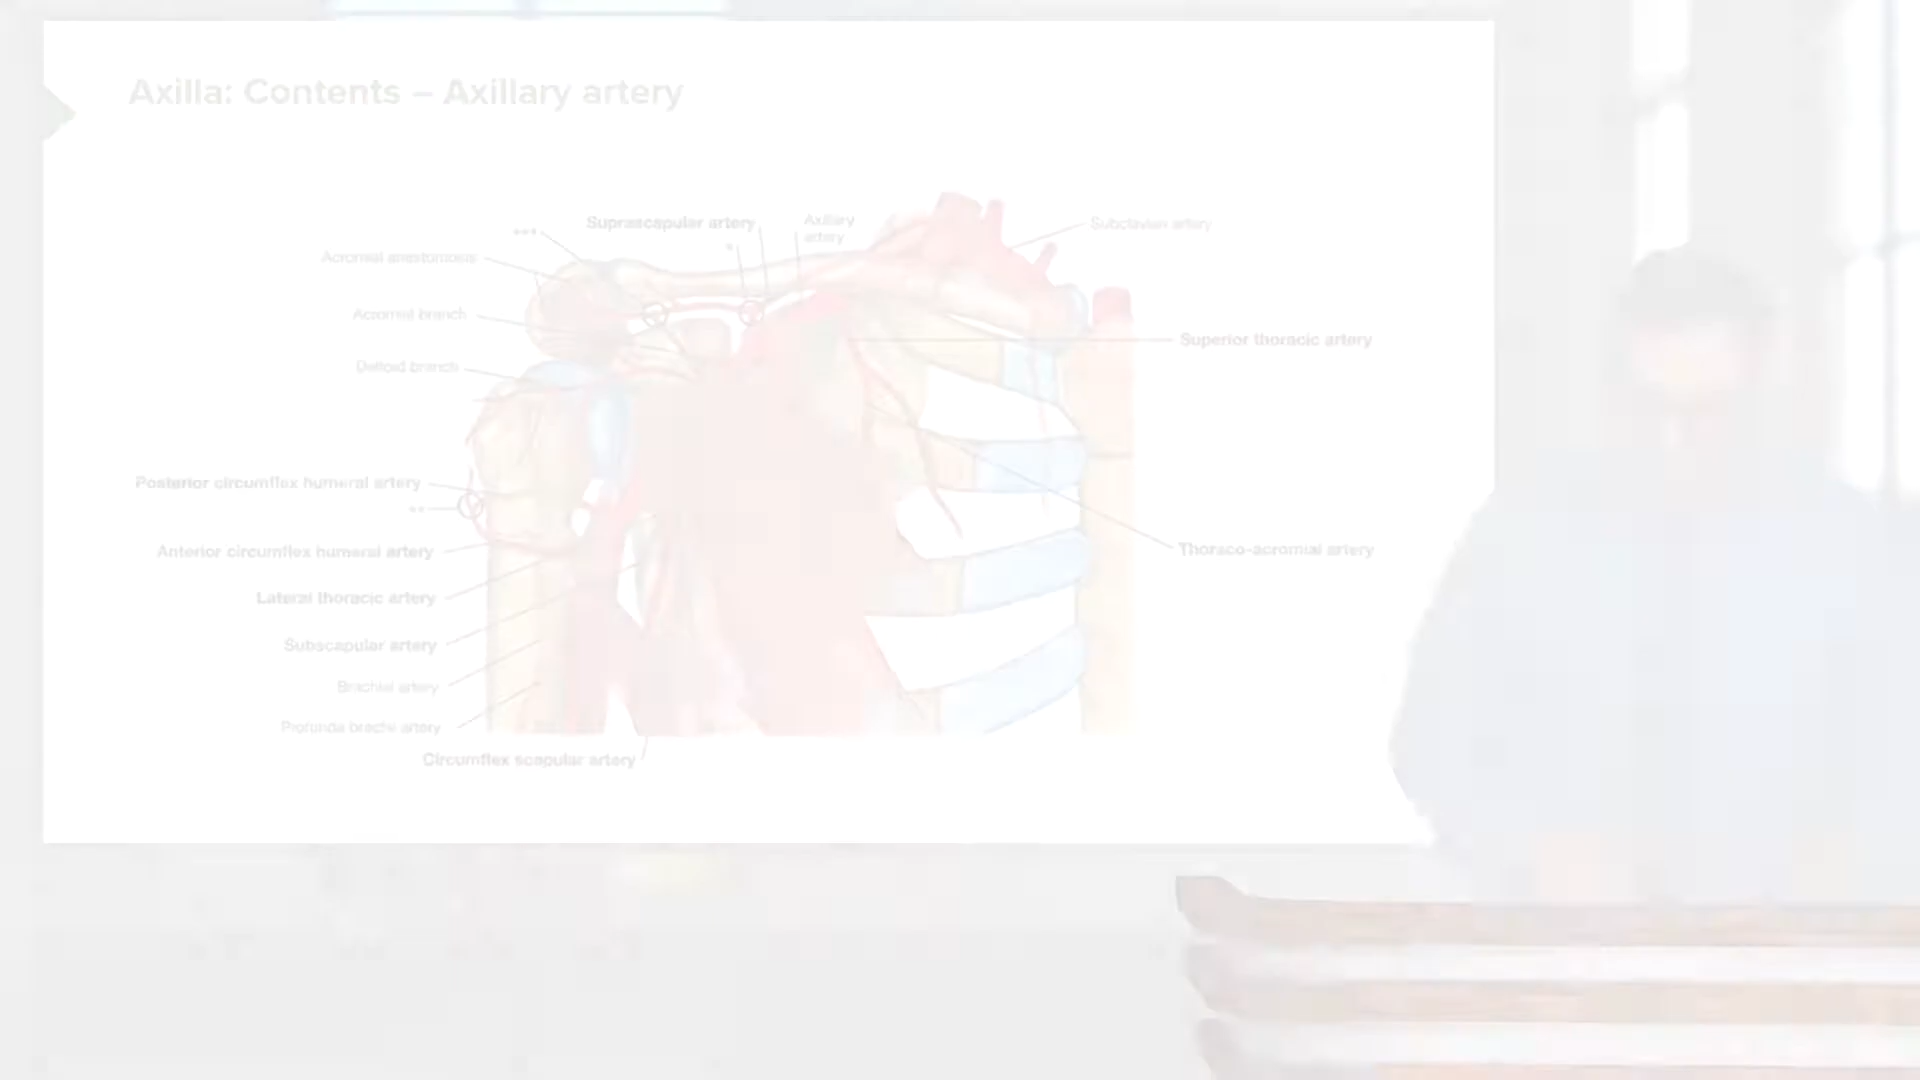 Axilla: Contents – Axillary artery
Suprascapular artery
Axillary
artery
Subclavian artery
***
*
Acromial anastomosis
Acromial branch
Superior thoracic artery
Deltoid branch
Posterior circumflex humeral artery
**
Anterior circumflex humeral artery
Thoraco-acromial artery
Lateral thoracic artery
Subscapular artery
Brachial artery
Profunda brachii artery
Circumflex scapular artery